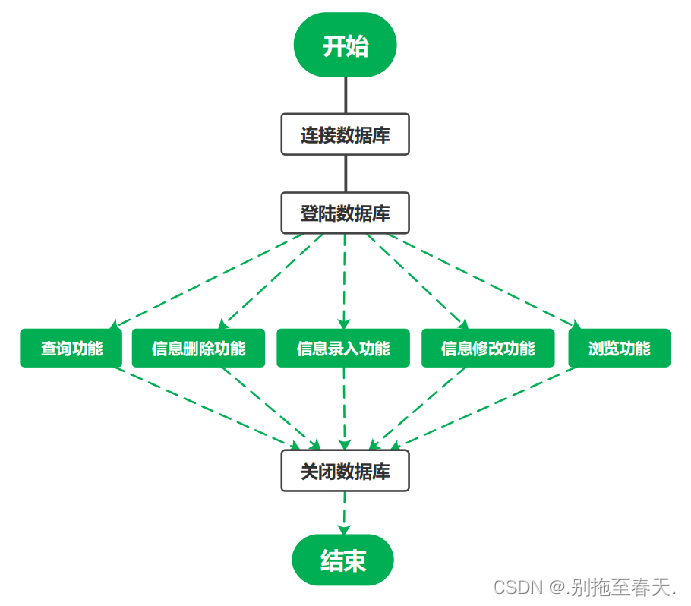 开始
连接数据库
登陆数据库
查询功能
信息删除功能
信息录入功能
信息修改功能
浏览功能
关闭数据库
结束
CSDN @.别拖至春天.